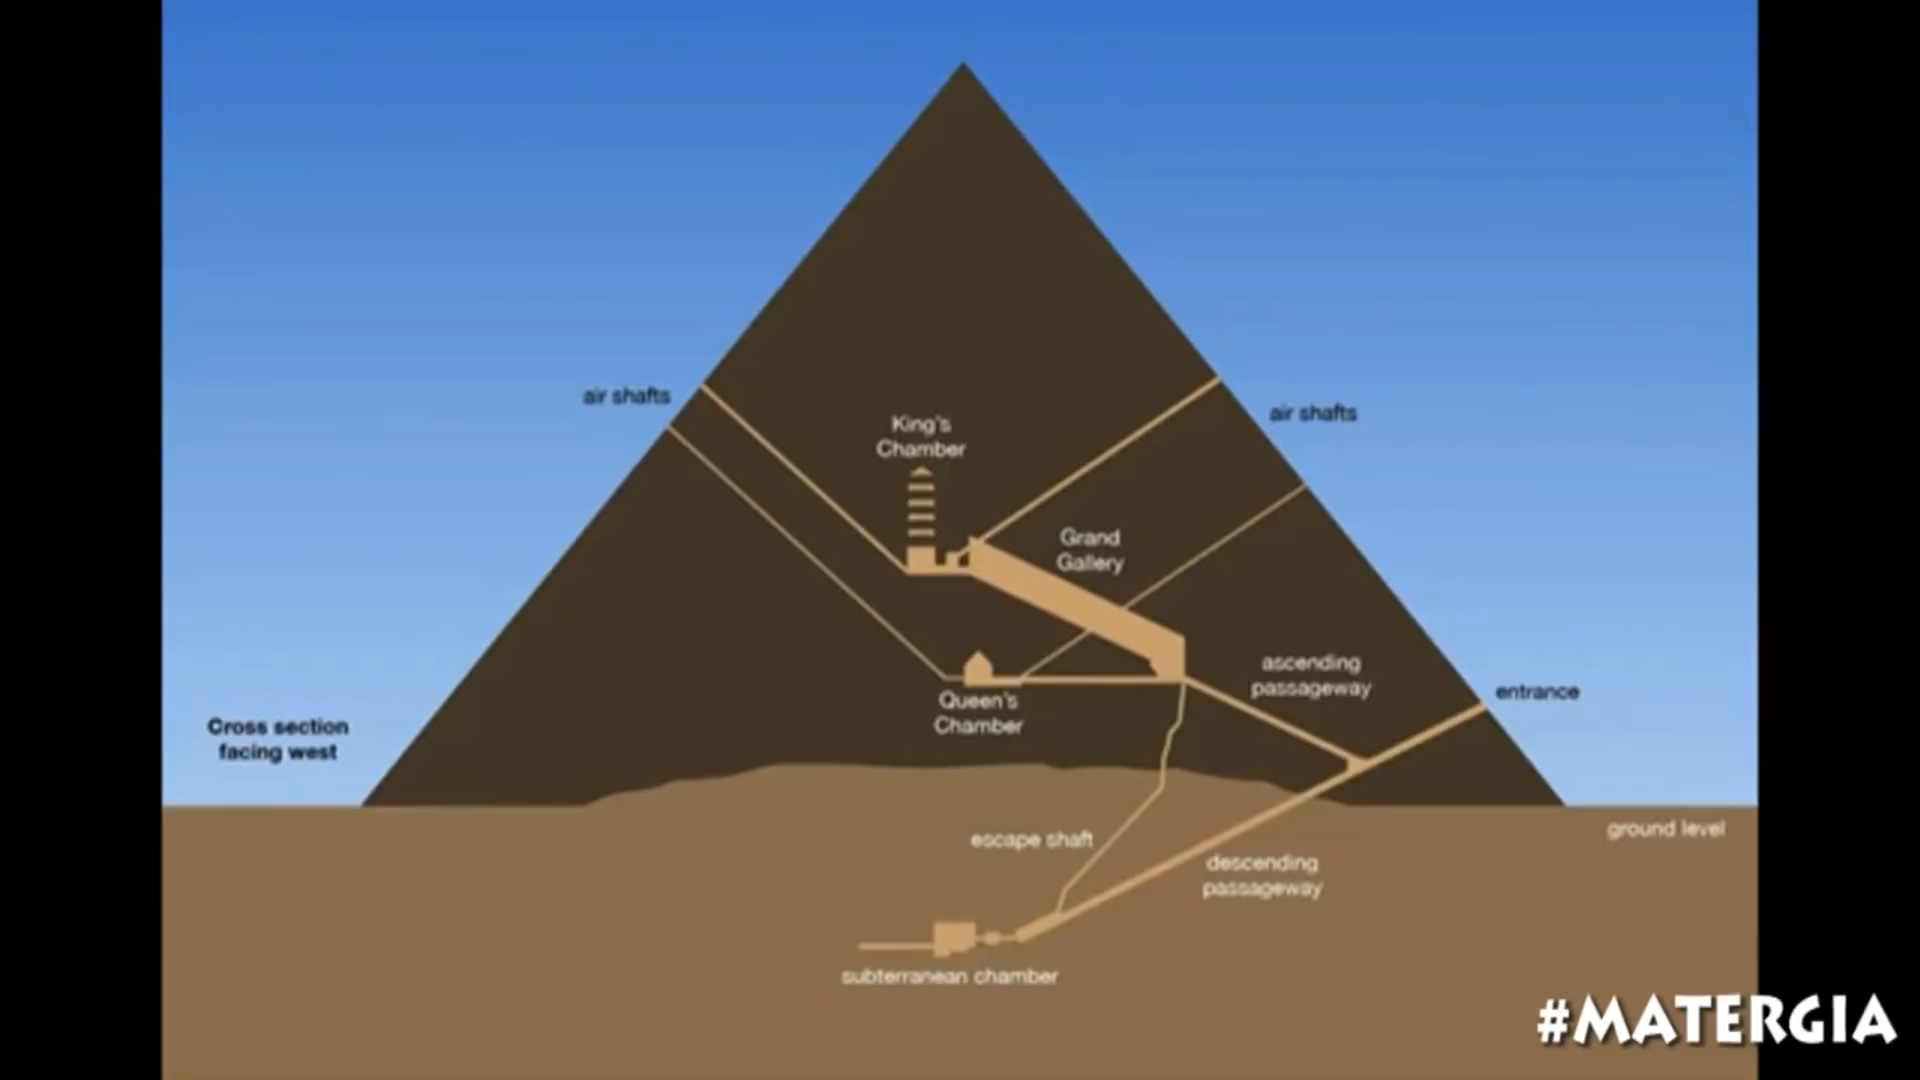 air shafts
King's
Chamber
air shafts
Grand
Gallery
ascending
passageway
entrance
Queen's
Chamber
Cross section
facing west
ground level
escape shaft
descending
passageway
subterranean chamber
#MATERGIA